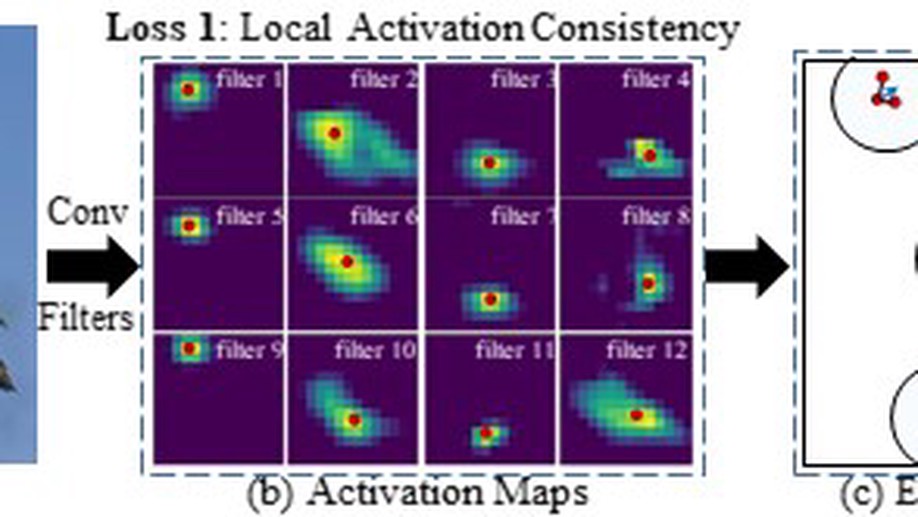 Loss 1: Local Activation Consistency
filter 1 filter 2 filter 3 filter 4
Conv
filter 5 filter 6 filter 7 filter 8
Filters
filter 9 filter 10 filter 11 filter 12
(b) Activation Maps
(c) E